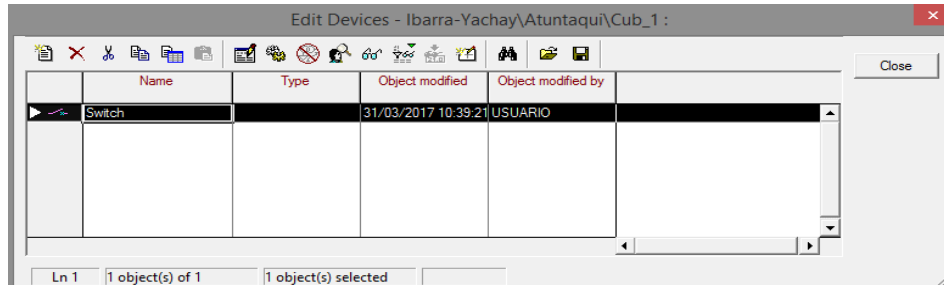 Edit Devices - Ibarra-Yachay\Atuntaqui\Cub_1 :
Close
Name Type Object modified Object modified by
Switch 31/03/2017 10:39:21 USUARIO
Ln 1 1 object(s) of 1 1 object(s) selected